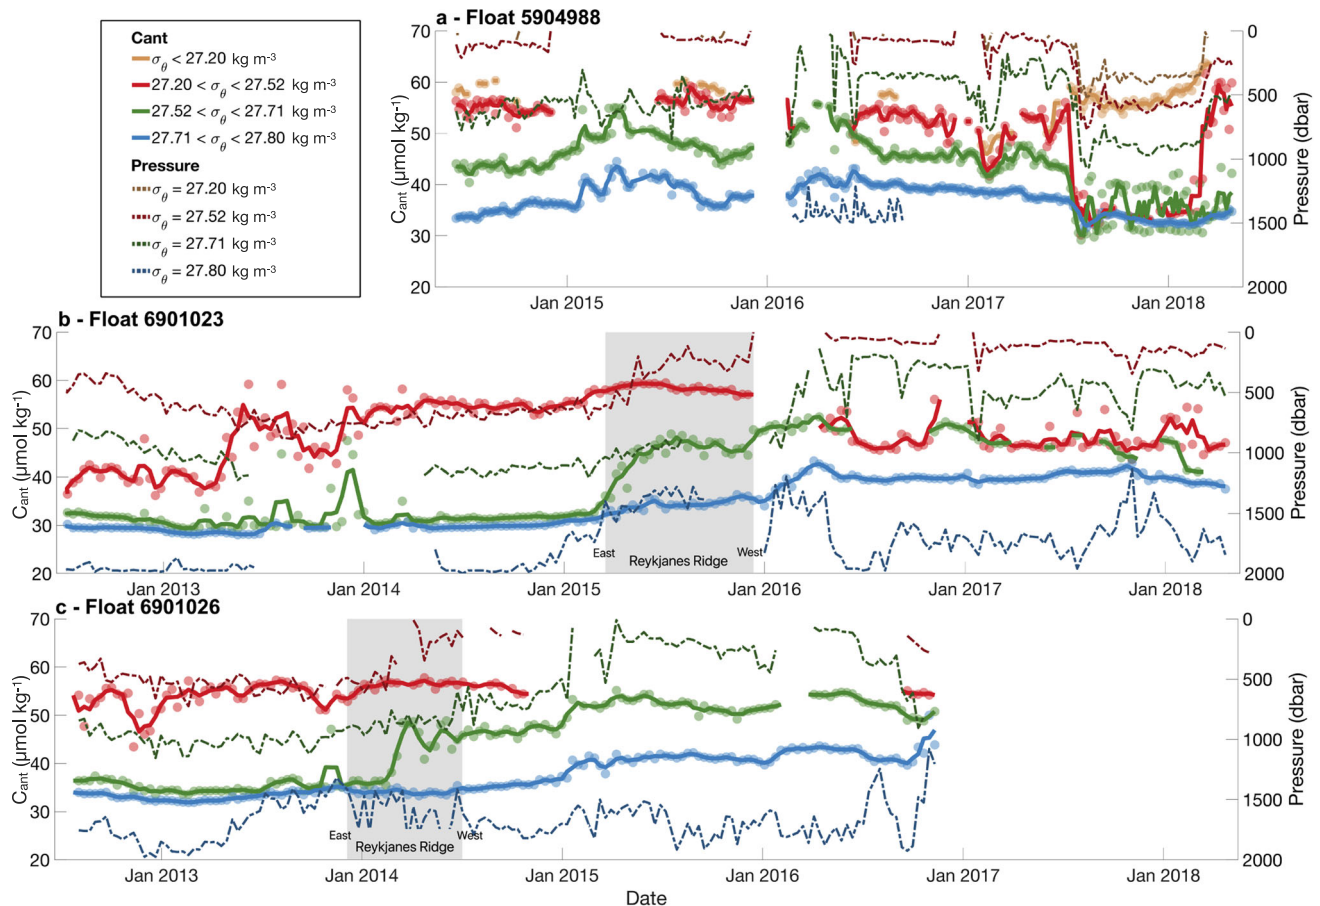 Cant
σθ < 27.20 kg m-3
27.20 < σθ < 27.52 kg m-3
27.52 < σθ < 27.71 kg m-3
27.71 < σθ < 27.80 kg m-3
Pressure
σθ = 27.20 kg m-3
σθ = 27.52 kg m-3
σθ = 27.71 kg m-3
σθ = 27.80 kg m-3
a - Float 5904988
70
60
50
40
30
20
Cant (μmol kg-1)
0
500
1000
1500
2000
Pressure (dbar)
Jan 2015
Jan 2016
Jan 2017
Jan 2018
b - Float 6901023
70
60
50
40
30
20
Cant (μmol kg-1)
0
500
1000
1500
2000
Pressure (dbar)
East
West
Reykjanes Ridge
Jan 2013
Jan 2014
Jan 2015
Jan 2016
Jan 2017
Jan 2018
c - Float 6901026
70
60
50
40
30
20
Cant (μmol kg-1)
0
500
1000
1500
2000
Pressure (dbar)
East
West
Reykjanes Ridge
Jan 2013
Jan 2014
Jan 2015
Jan 2016
Jan 2017
Jan 2018
Date